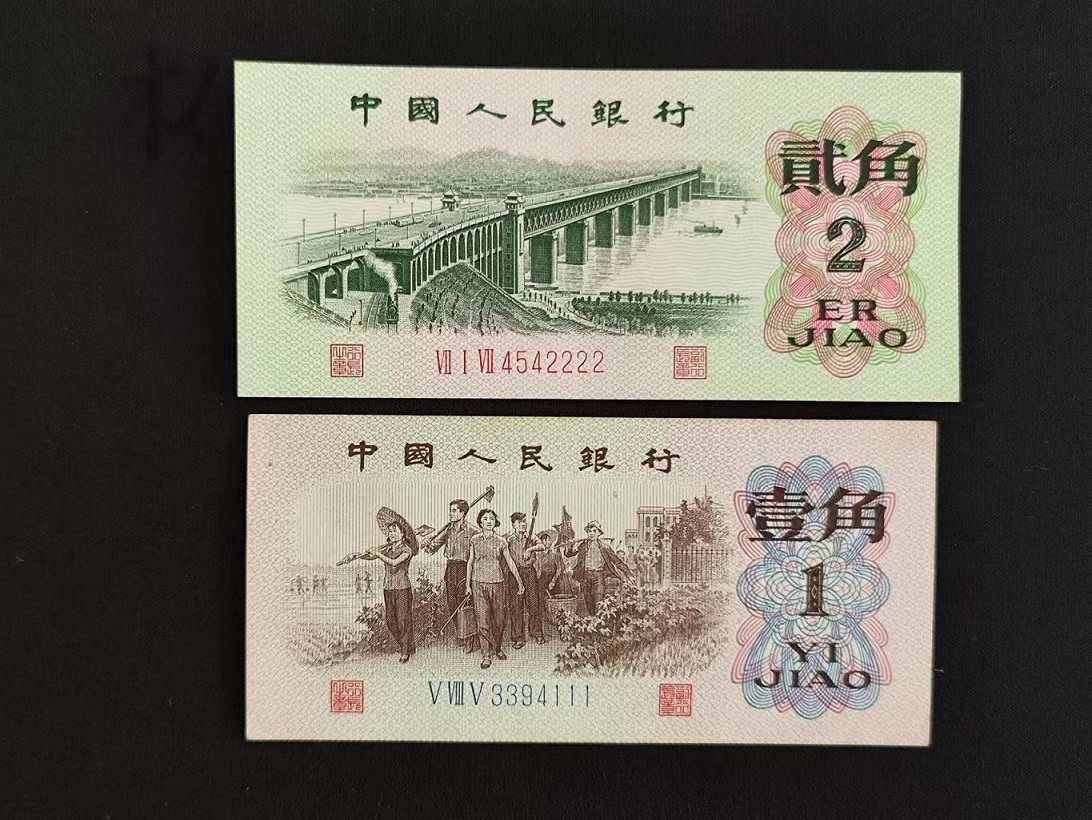 中國人民銀行
貳角
2
ER
JIAO
Ⅶ Ⅰ Ⅶ 4542222
中國人民銀行
壹角
1
YI
JIAO
Ⅴ Ⅷ Ⅴ 3394111